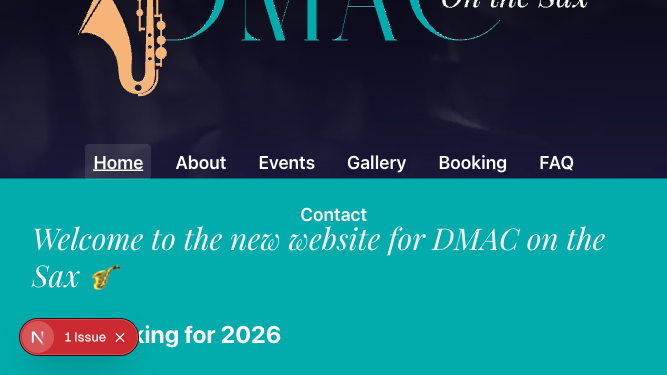 DMAC
On the Sax
Home About Events Gallery Booking FAQ
Contact
Welcome to the new website for DMAC on the
Sax 🎷
king for 2026
N 1 Issue ×